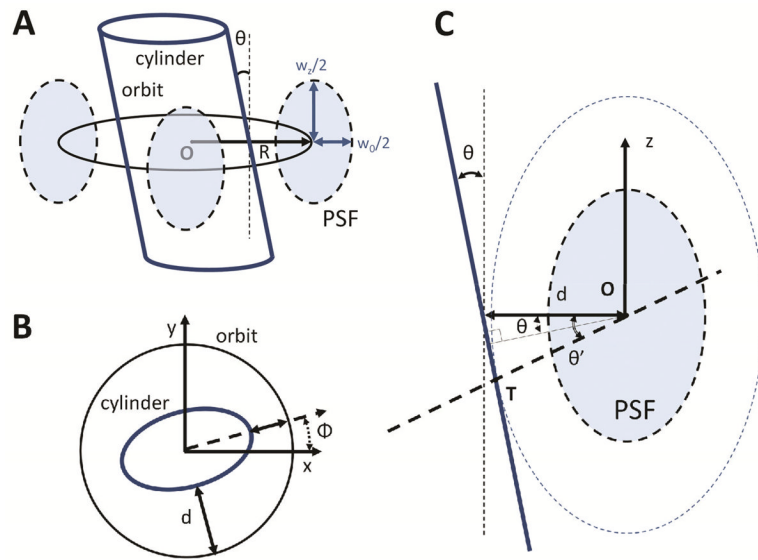 A
cylinder
θ
orbit
w_z/2
O
R
w_0/2
PSF
B
y
orbit
cylinder
Φ
x
d
C
θ
z
d
O
θ
θ’
T
PSF